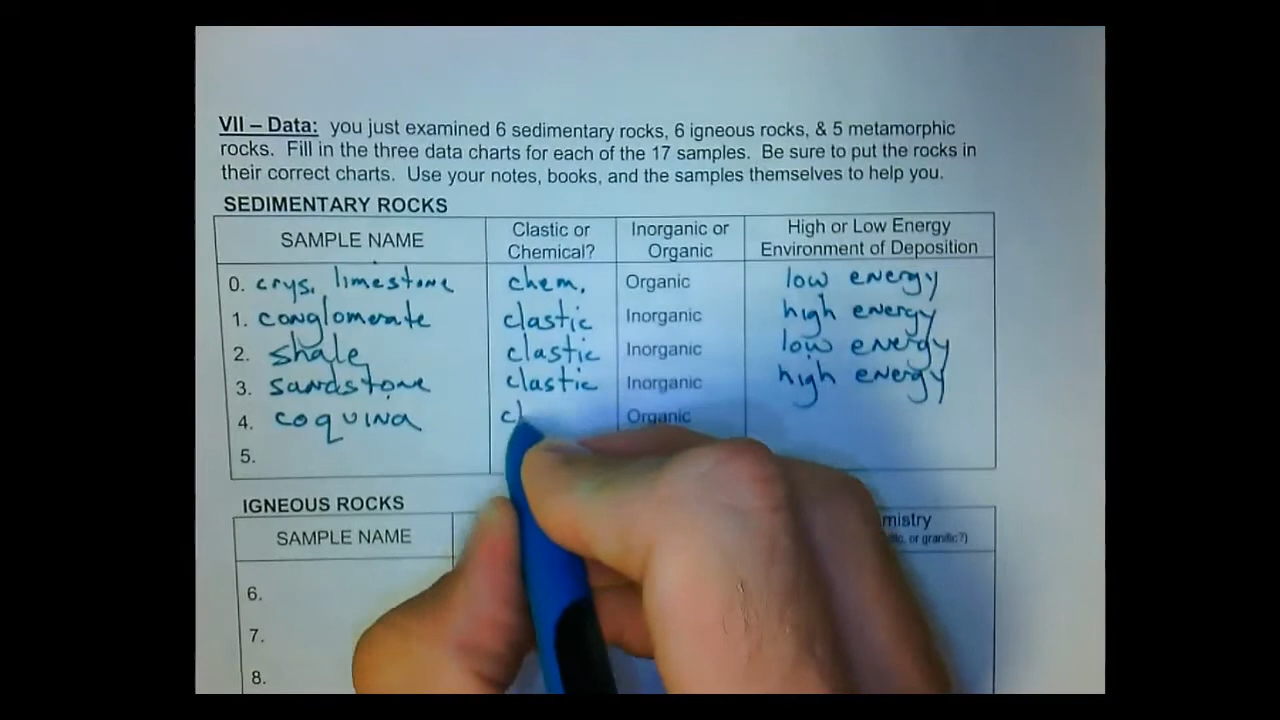 VII – Data: you just examined 6 sedimentary rocks, 6 igneous rocks, & 5 metamorphic
rocks. Fill in the three data charts for each of the 17 samples. Be sure to put the rocks in
their correct charts. Use your notes, books, and the samples themselves to help you.
SEDIMENTARY ROCKS
SAMPLE NAME Clastic or Chemical? Inorganic or Organic High or Low Energy Environment of Deposition
0. crys. limestone chem. Organic low energy
1. conglomerate clastic Inorganic high energy
2. shale clastic Inorganic low energy
3. sandstone clastic Inorganic high energy
4. coquina Organic
5.
IGNEOUS ROCKS
SAMPLE NAME
or granitic?)
6.
7.
8.